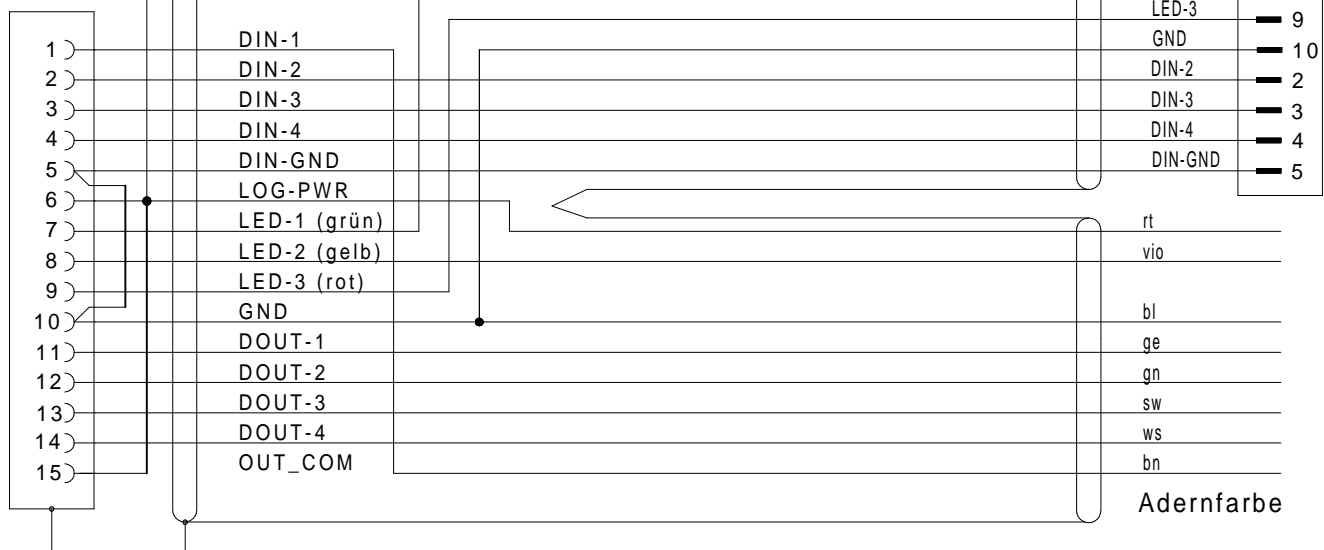 LED-3 9
1 DIN-1 GND 10
2 DIN-2 DIN-2 2
3 DIN-3 DIN-3 3
4 DIN-4 DIN-4 4
5 DIN-GND DIN-GND 5
6 LOG-PWR
7 LED-1 (grün) rt
8 LED-2 (gelb) vio
9 LED-3 (rot)
10 GND bl
11 DOUT-1 ge
12 DOUT-2 gn
13 DOUT-3 sw
14 DOUT-4 ws
15 OUT_COM bn
Adernfarbe